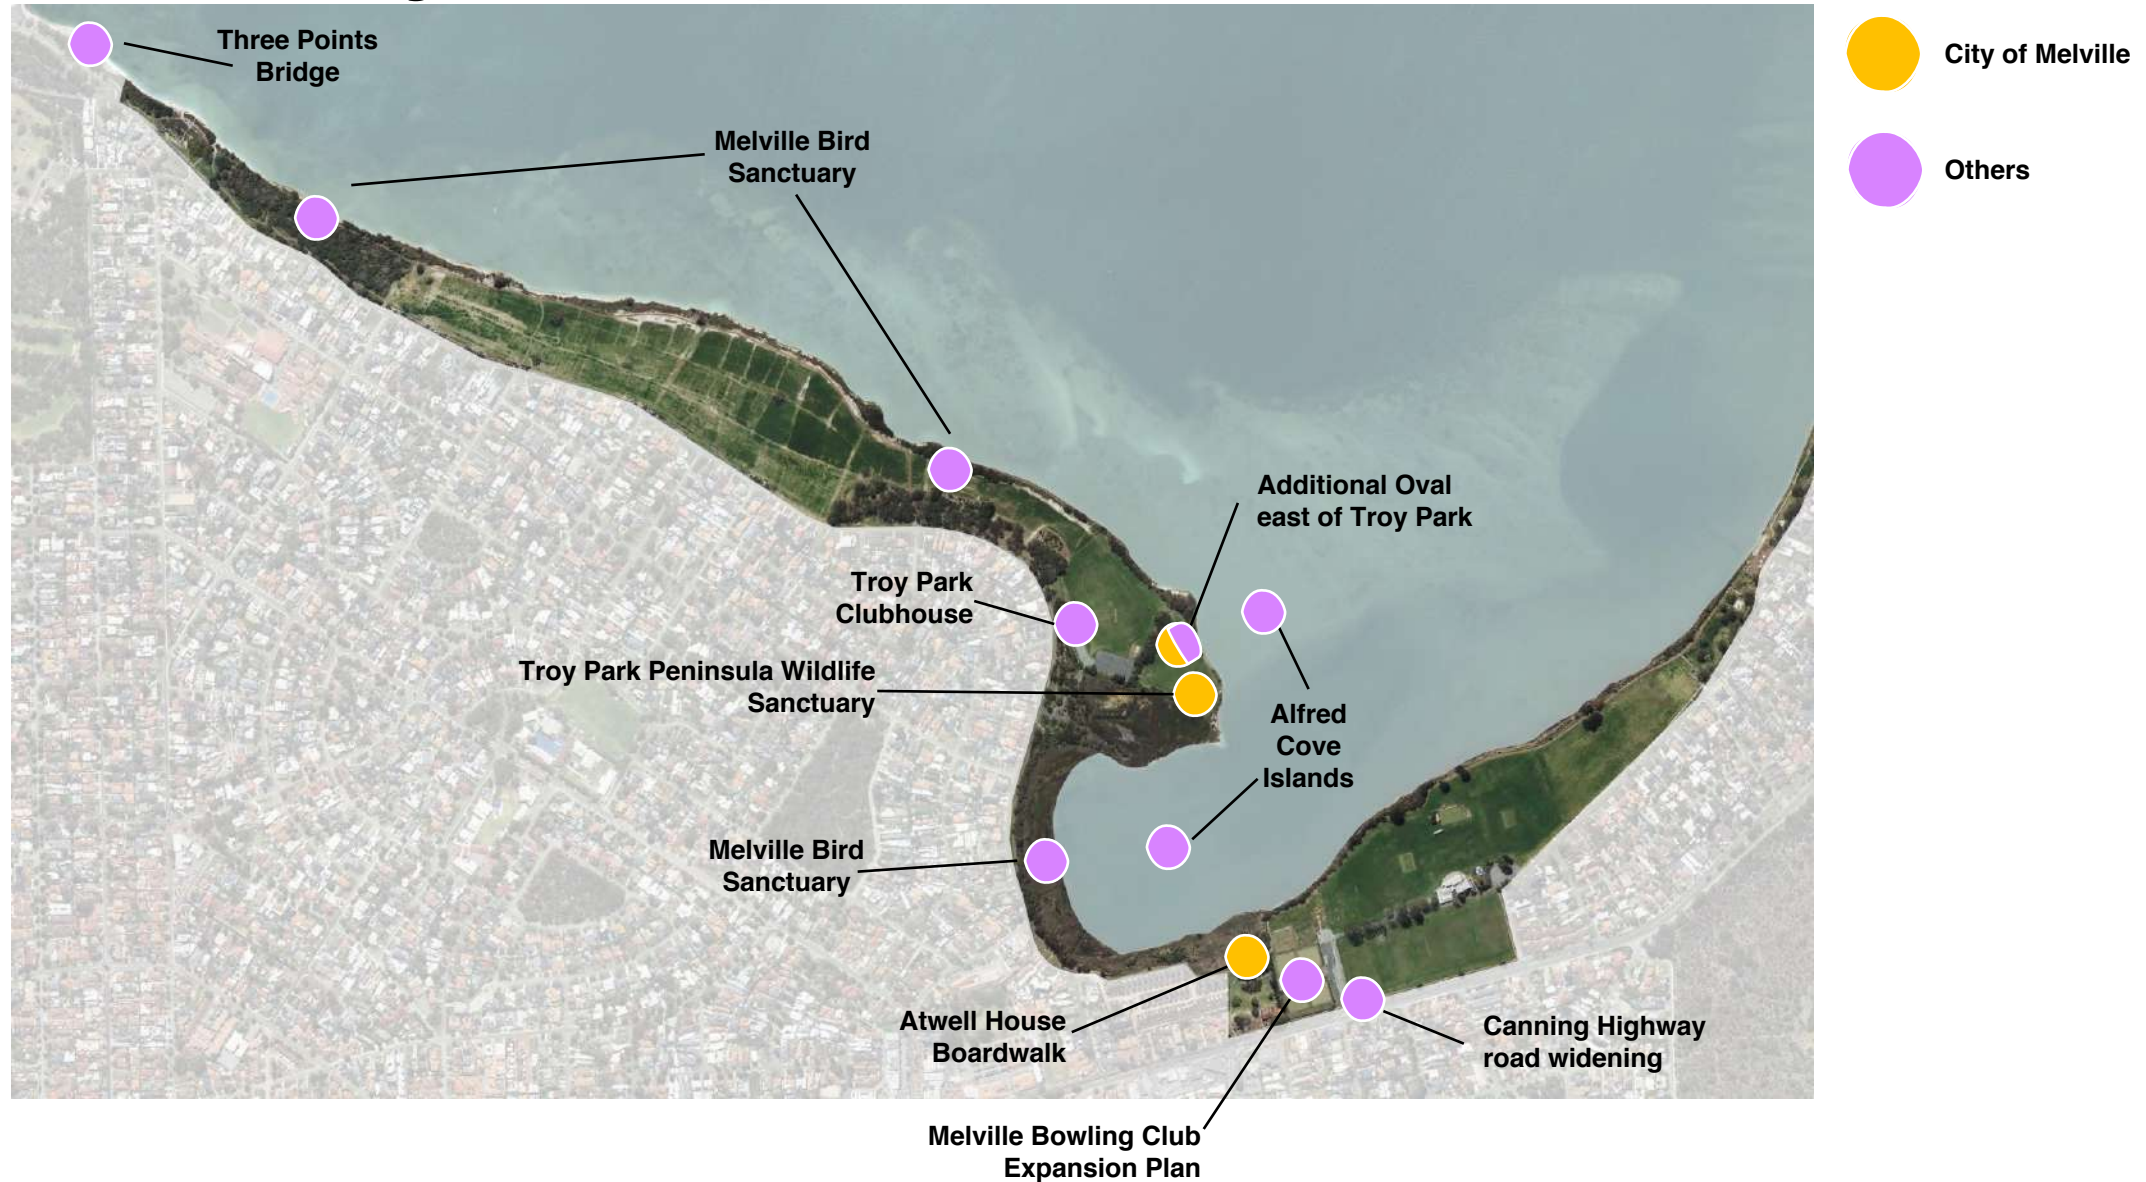 Three Points
Bridge
City of Melville
Melville Bird
Sanctuary
Others
Additional Oval
east of Troy Park
Troy Park
Clubhouse
Troy Park Peninsula Wildlife
Sanctuary
Alfred
Cove
Islands
Melville Bird
Sanctuary
Atwell House
Boardwalk
Canning Highway
road widening
Melville Bowling Club
Expansion Plan